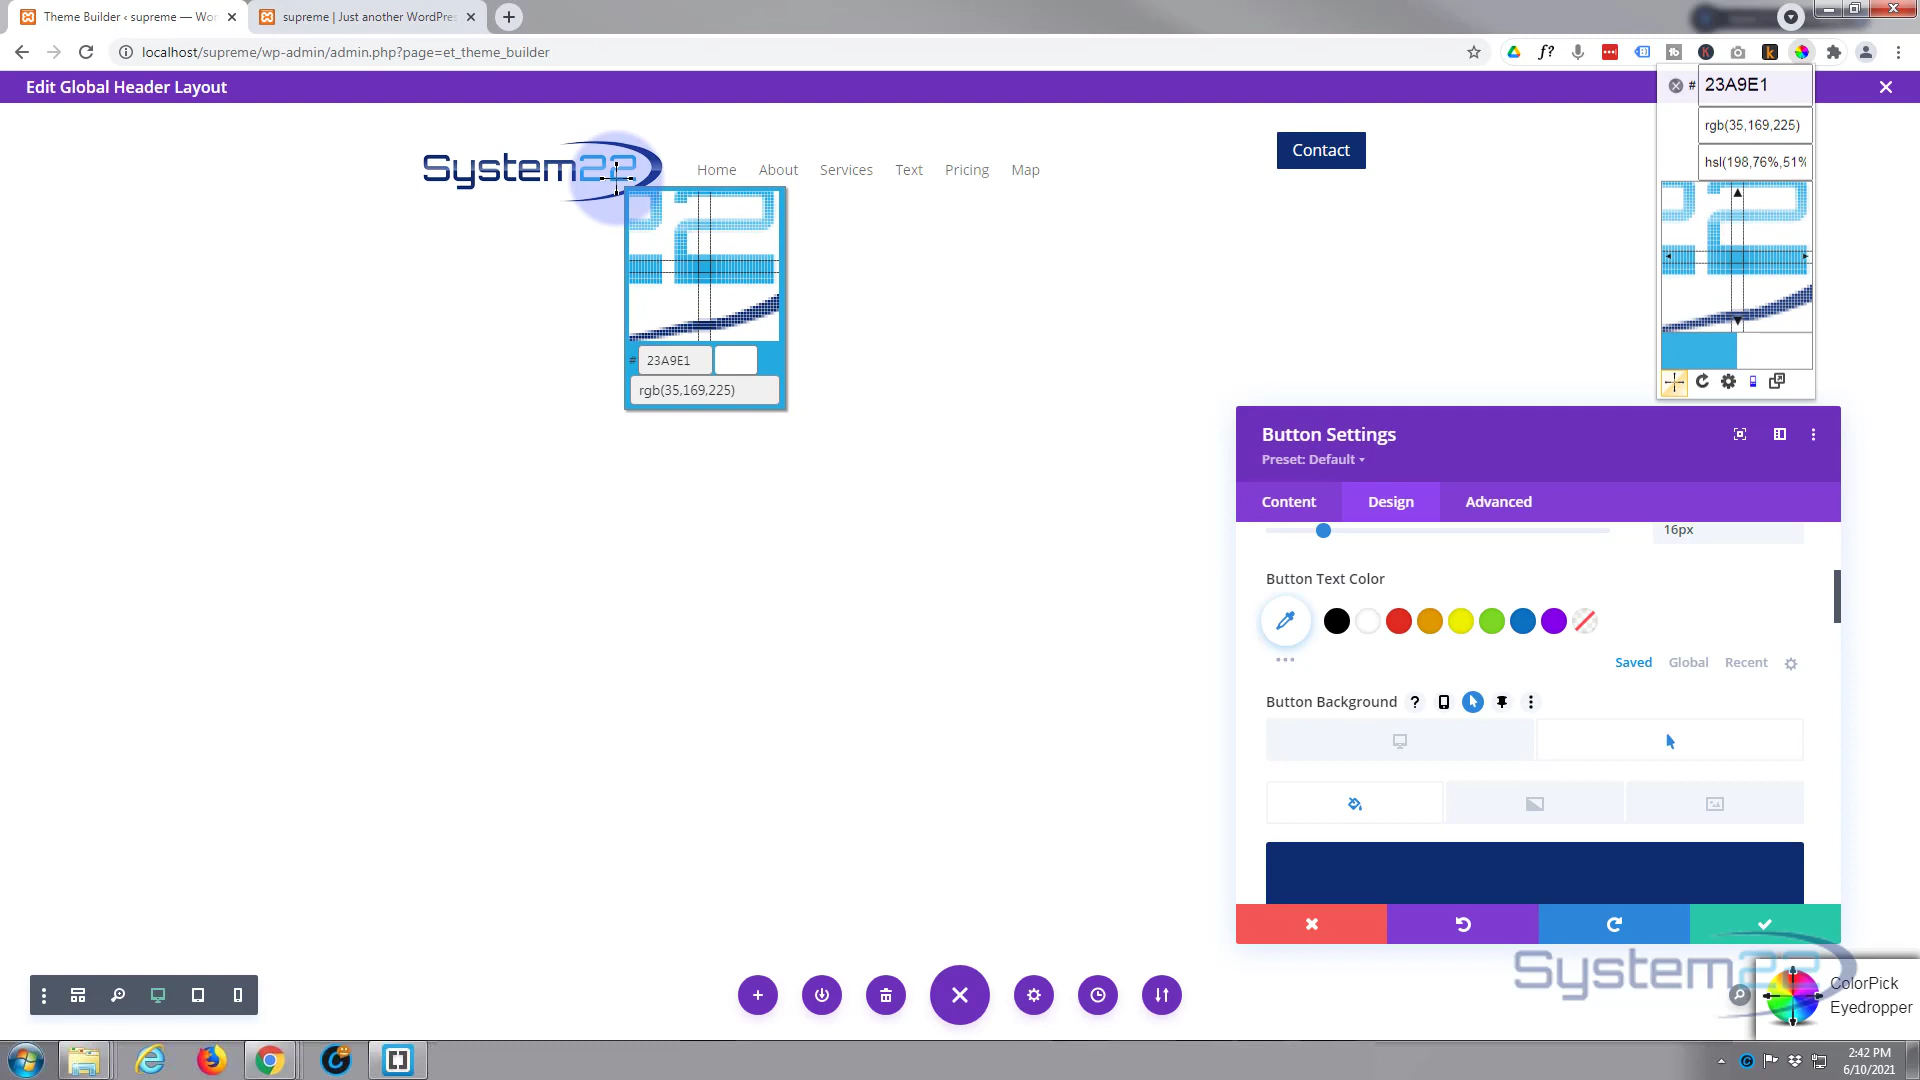 Theme Builder ‹ supreme — Wor
supreme | Just another WordPres
localhost/supreme/wp-admin/admin.php?page=et_theme_builder
Edit Global Header Layout
# 23A9E1
rgb(35,169,225)
hsl(198,76%,51%
System22
Home About Services Text Pricing Map
Contact
# 23A9E1
rgb(35,169,225)
Button Settings
Preset: Default
Content Design Advanced
16px
Button Text Color
Saved Global Recent
Button Background
System22
ColorPick
Eyedropper
2:42 PM
6/10/2021